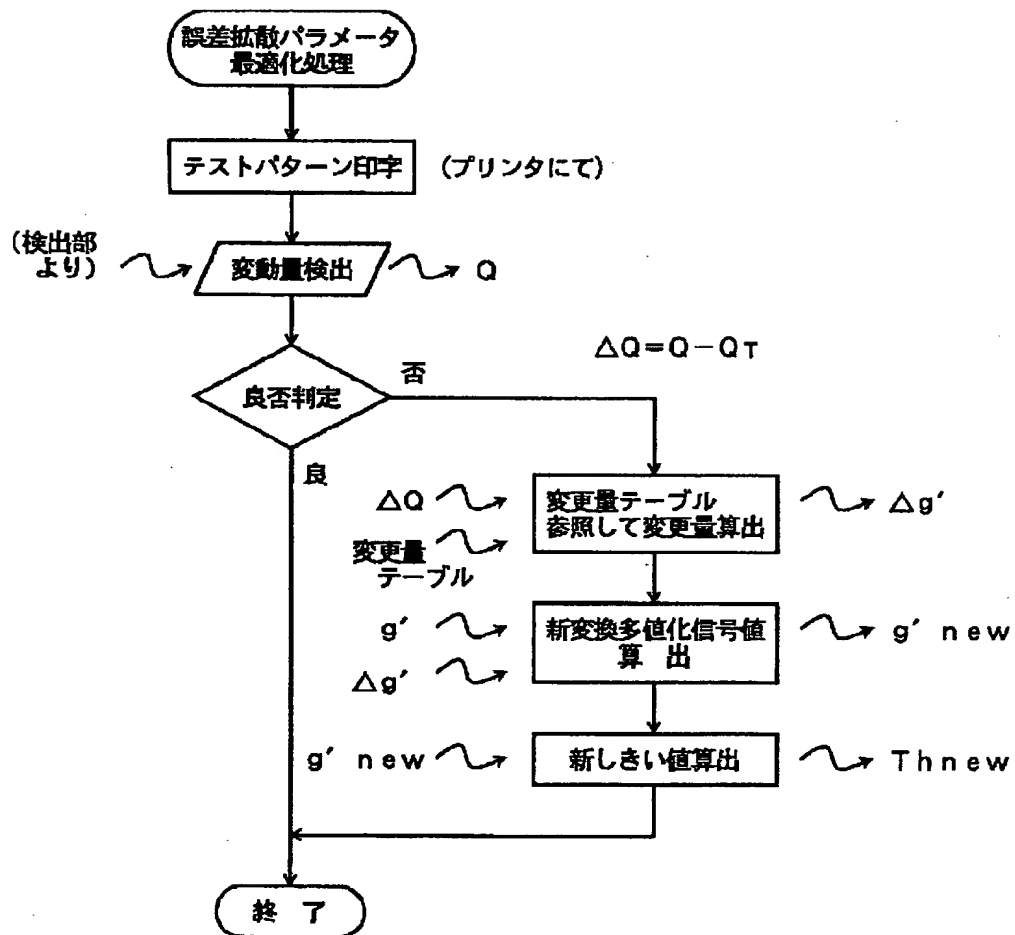 誤差拡散パラメータ
最適化処理
テストパターン印字
(プリンタにて)
(検出部
より)
変動量検出
Q
△Q=Q-QT
良否判定
否
良
△Q
変更量
テーブル
変更量テーブル
参照して変更量算出
△g′
g′
△g′
新変換多値化信号値
算 出
g′ new
g′ new
新しきい値算出
Thnew
終 了